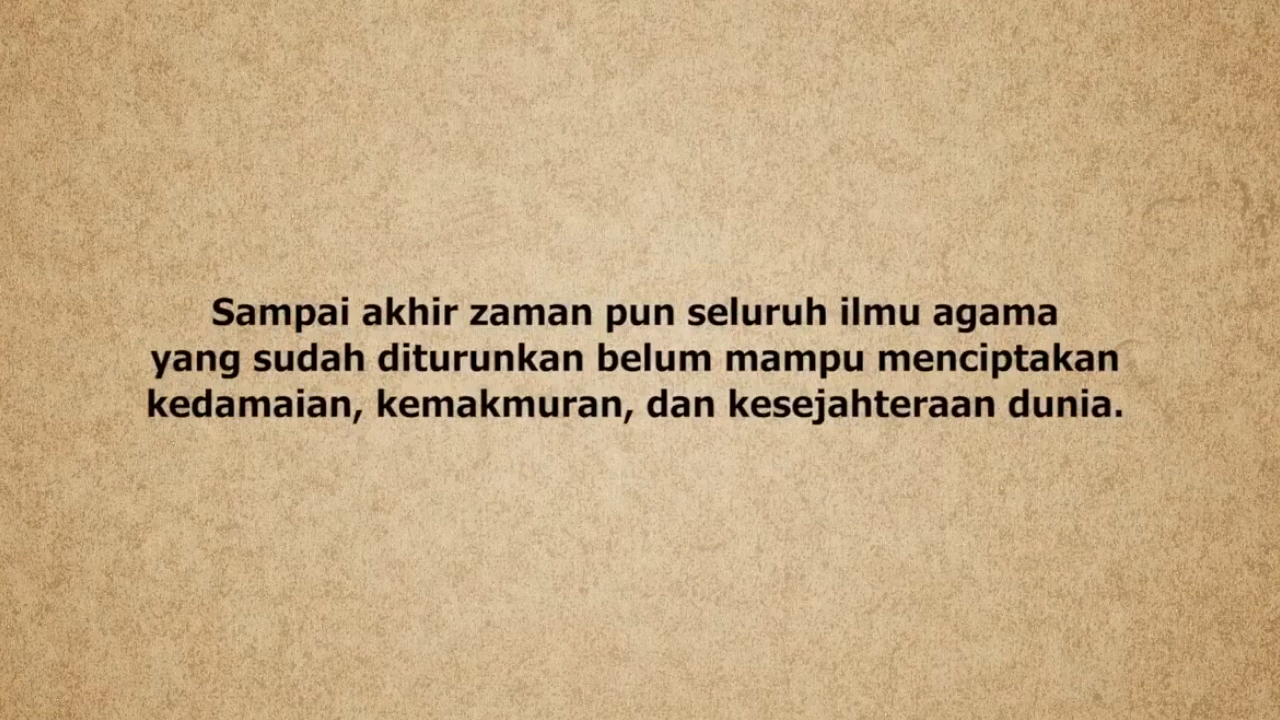 Sampai akhir zaman pun seluruh ilmu agama
yang sudah diturunkan belum mampu menciptakan
kedamaian, kemakmuran, dan kesejahteraan dunia.